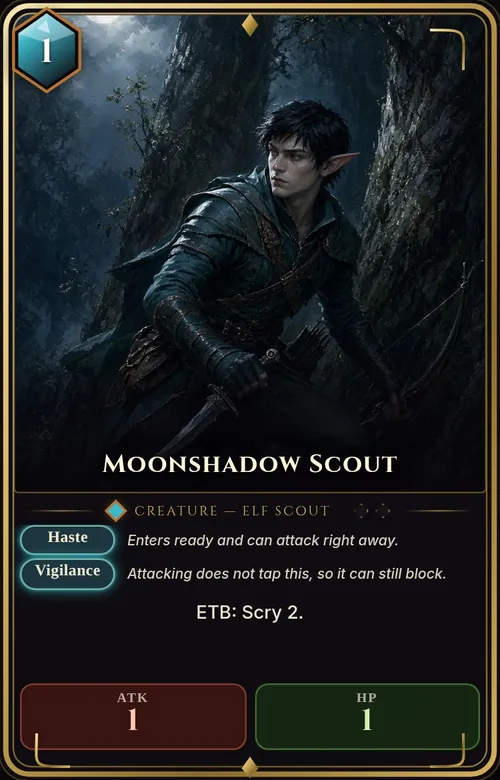 1
Moonshadow Scout
CREATURE — ELF SCOUT
Haste Enters ready and can attack right away.
Vigilance Attacking does not tap this, so it can still block.
ETB: Scry 2.
ATK HP
1 1